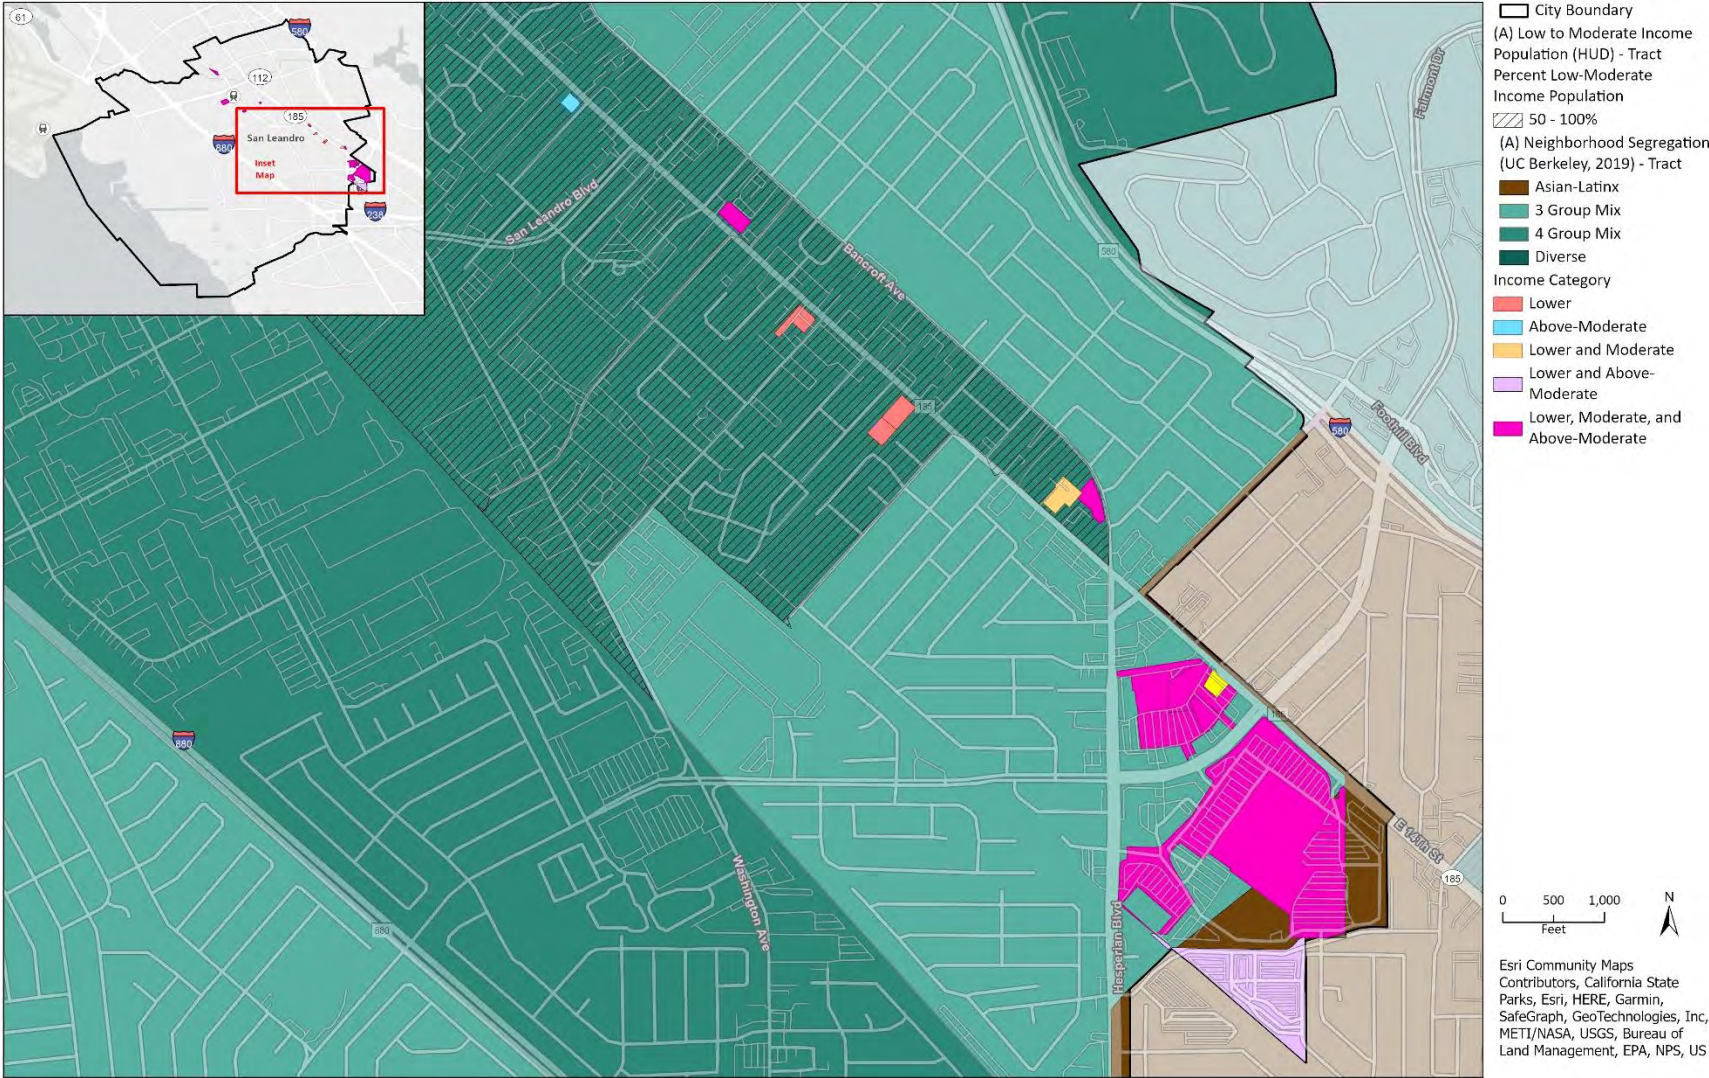 61
580
112
185
San Leandro
880
Inset
Map
238
San Leandro Blvd
Bancroft Ave
580
Fairmont Dr
185
580
Foothill Blvd
185
880
E 14Th St
185
Washington Ave
880
Hesperian Blvd
City Boundary
(A) Low to Moderate Income
Population (HUD) - Tract
Percent Low-Moderate
Income Population
50 - 100%
(A) Neighborhood Segregation
(UC Berkeley, 2019) - Tract
Asian-Latinx
3 Group Mix
4 Group Mix
Diverse
Income Category
Lower
Above-Moderate
Lower and Moderate
Lower and Above-
Moderate
Lower, Moderate, and
Above-Moderate
0 500 1,000
Feet
N
Esri Community Maps
Contributors, California State
Parks, Esri, HERE, Garmin,
SafeGraph, GeoTechnologies, Inc,
METI/NASA, USGS, Bureau of
Land Management, EPA, NPS, US